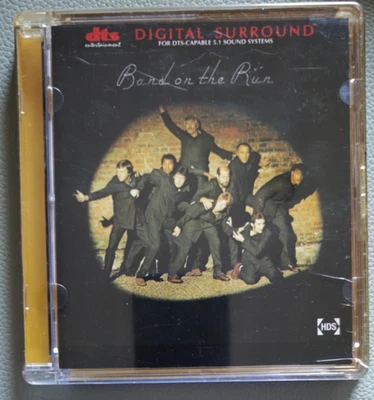 dts DIGITAL SURROUND
entertainment FOR DTS-CAPABLE 5.1 SOUND SYSTEMS
Band on the Run
HDS